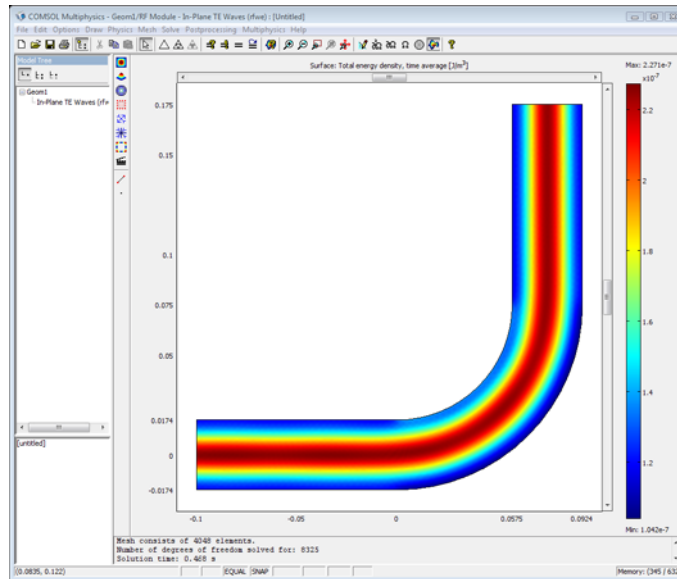 COMSOL Multiphysics - Geom1/RF Module - In-Plane TE Waves (rfwe) : [Untitled]
File Edit Options Draw Physics Mesh Solve Postprocessing Multiphysics Help
Model Tree
Geom1
In-Plane TE Waves (rfw
[untitled]
Surface: Total energy density, time average [J/m³]
Max: 2.271e-7
x10⁻⁷
0.175
0.15
0.1
0.075
0.05
0.0174
0
-0.0174
-0.1
-0.05
0
0.0575
0.0924
2.2
2
1.8
1.6
1.4
1.2
Min: 1.042e-7
Mesh consists of 4048 elements.
Number of degrees of freedom solved for: 8325
Solution time: 0.468 s
(0.0835, 0.122)
EQUAL
SNAP
Memory: (345 / 632